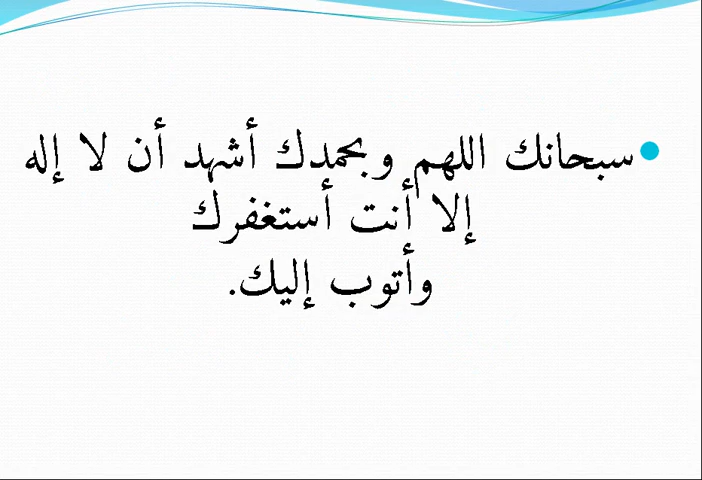 سبحانك اللهم وبحمدك أشهد أن لا إله
إلا أنت أستغفرك
وأتوب إليك.